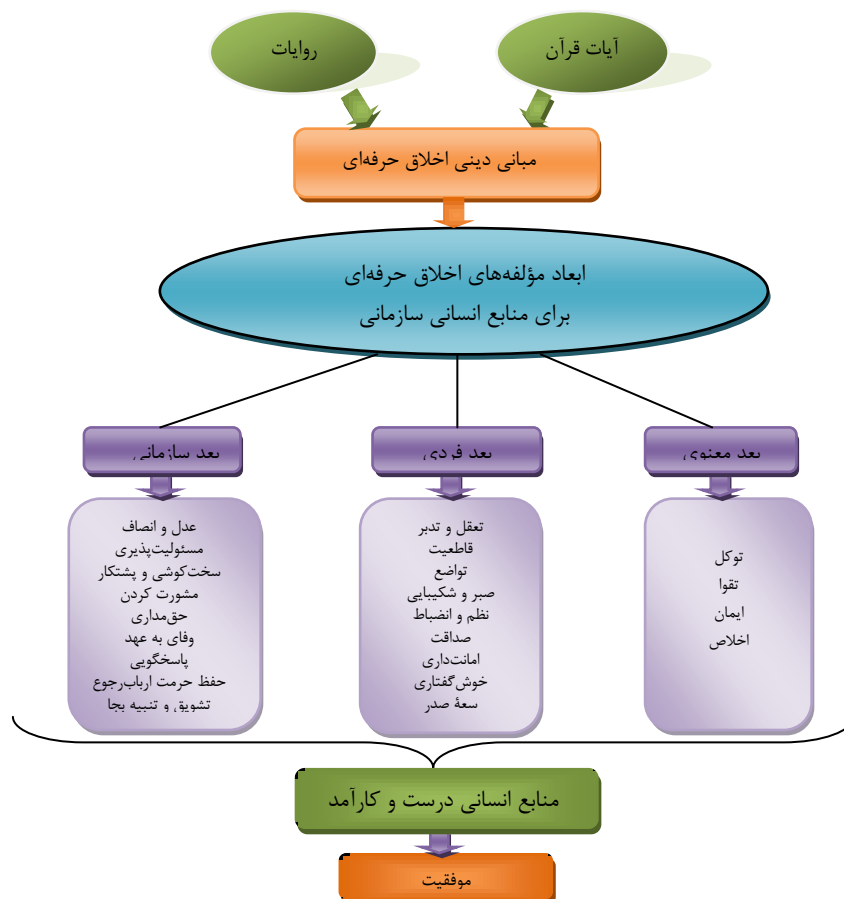 آیات قرآن
روایات
مبانی دینی اخلاق حرفه‌ای
ابعاد مؤلفه‌های اخلاق حرفه‌ای
برای منابع انسانی سازمانی
بعد معنوی
بعد فردی
بعد سازمانی
توکل
تقوا
ایمان
اخلاص
تعقل و تدبر
قاطعیت
تواضع
صبر و شکیبایی
نظم و انضباط
صداقت
امانت‌داری
خوش‌گفتاری
سعۀ صدر
عدل و انصاف
مسئولیت‌پذیری
سخت‌کوشی و پشتکار
مشورت کردن
حق‌مداری
وفای به عهد
پاسخگویی
حفظ حرمت ارباب‌رجوع
تشویق و تنبیه بجا
منابع انسانی درست و کارآمد
موفقیت